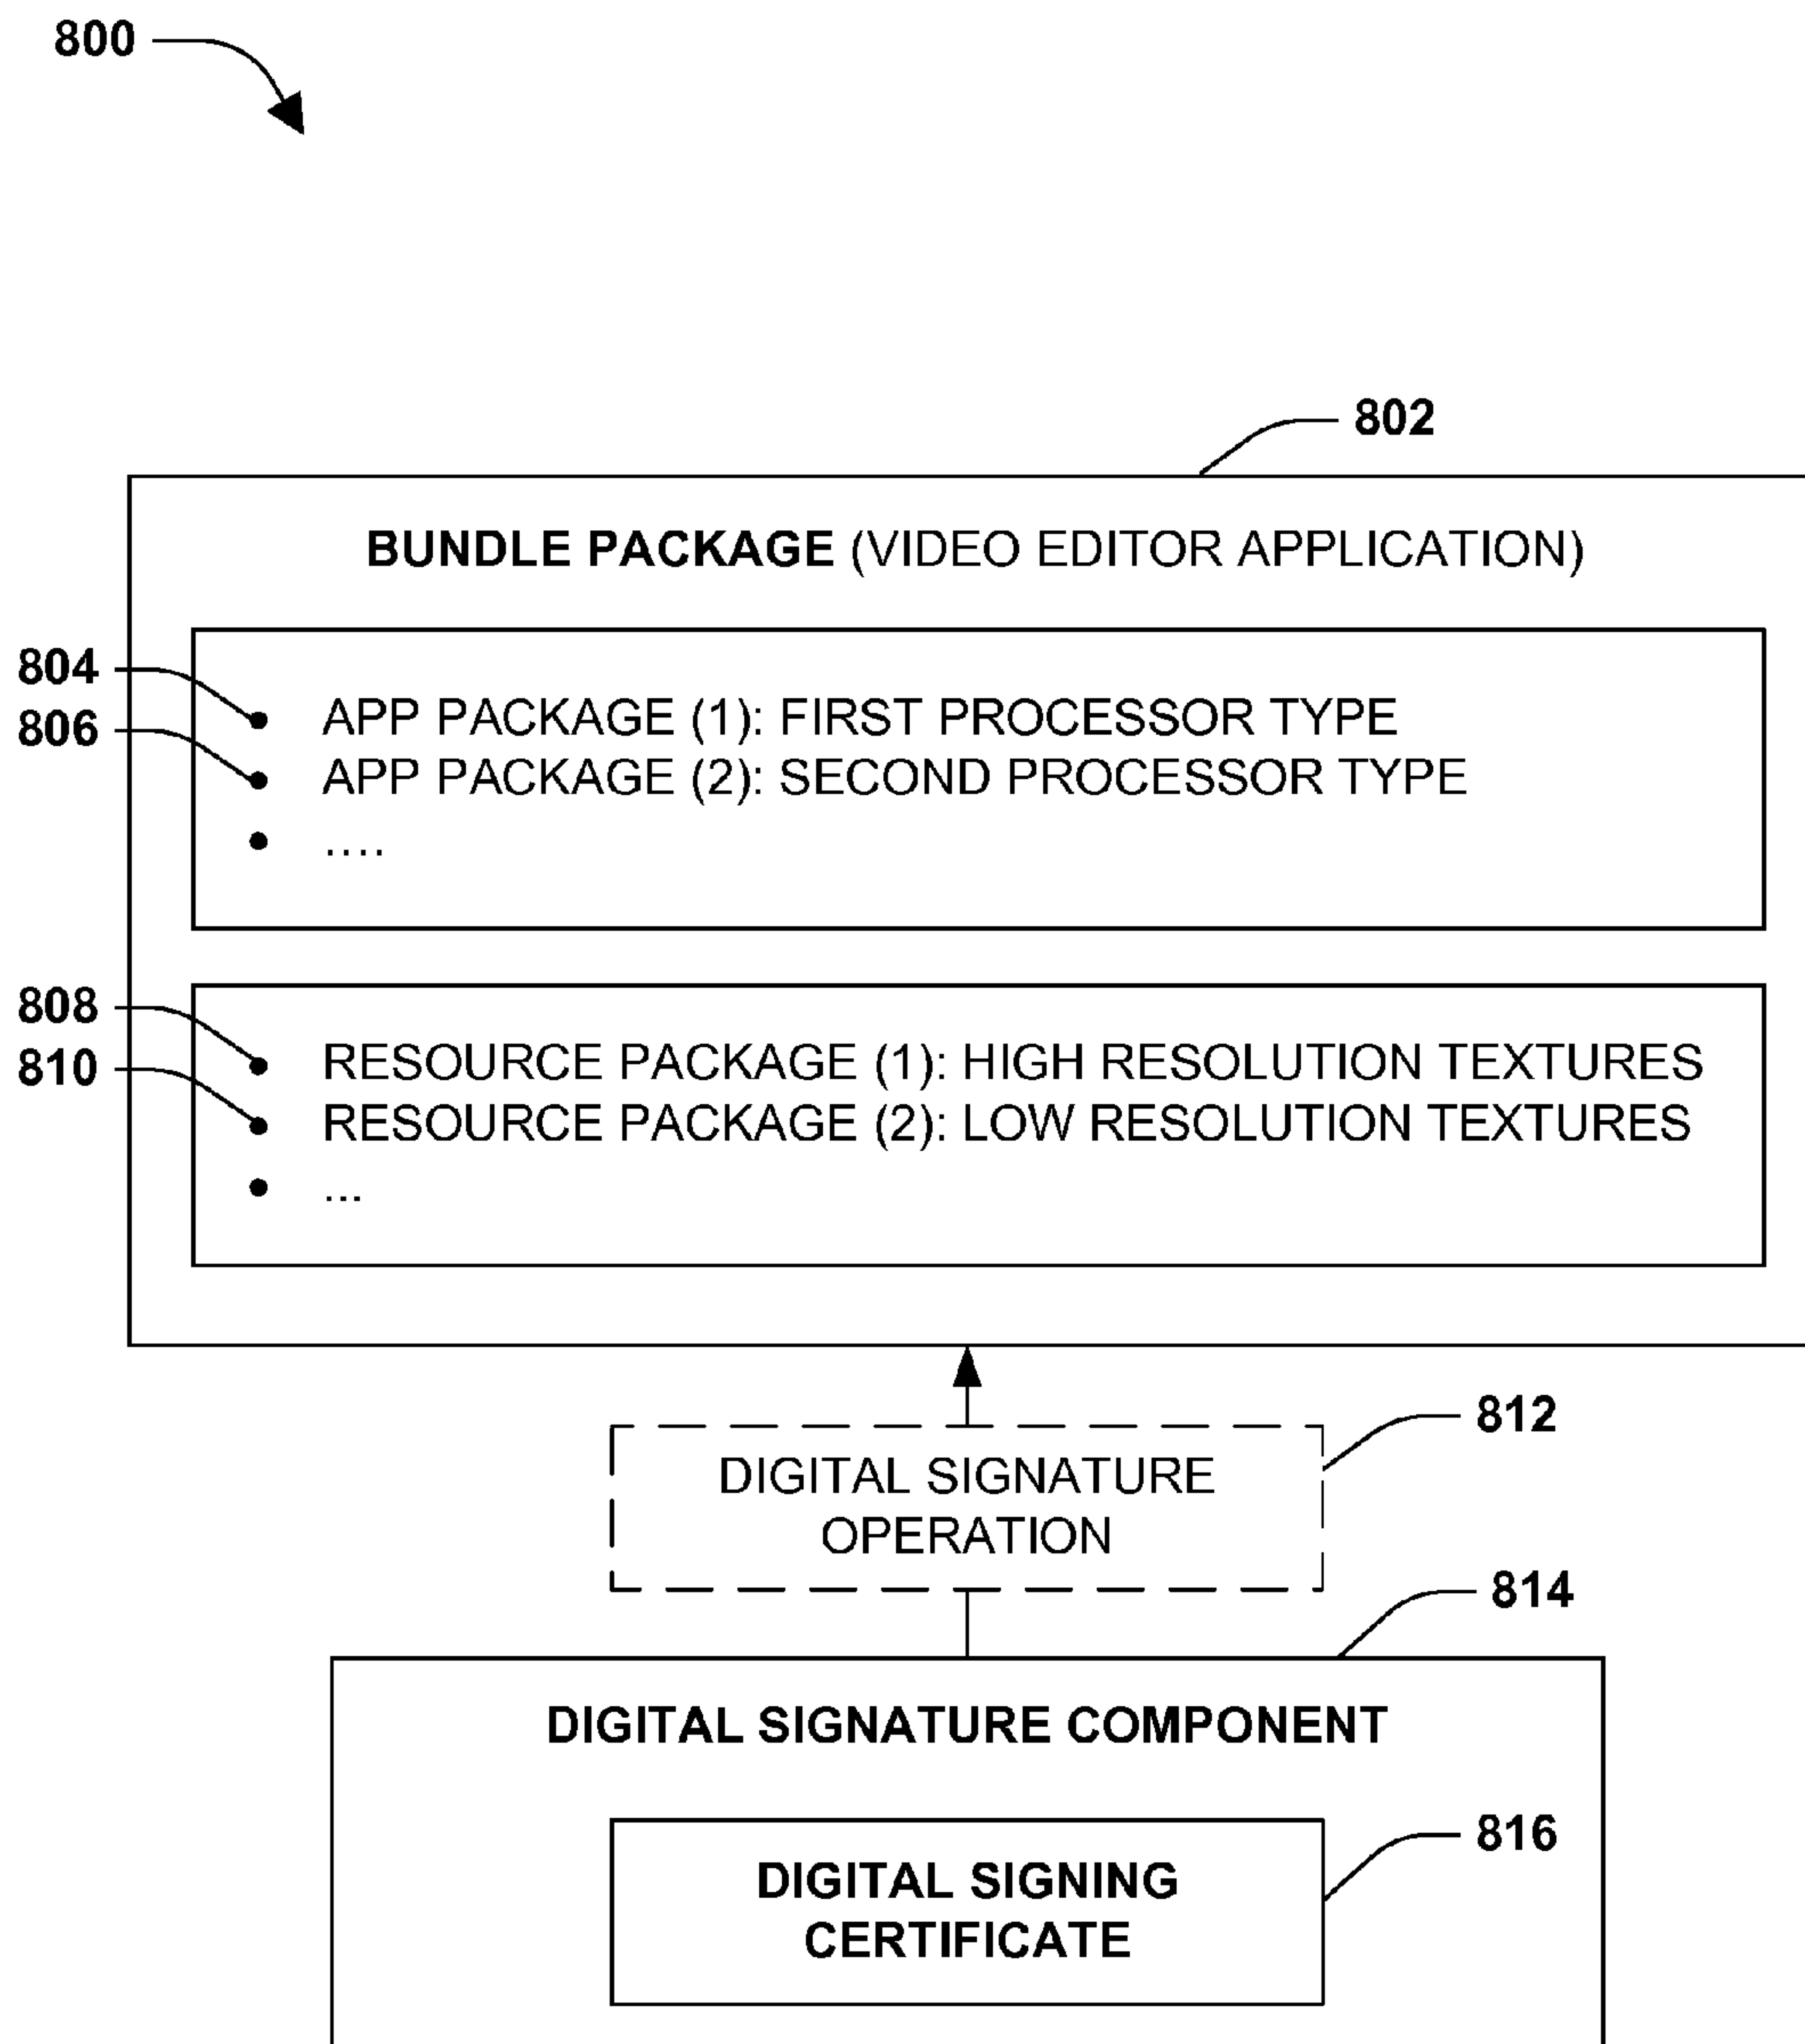 800
802
BUNDLE PACKAGE (VIDEO EDITOR APPLICATION)
804
APP PACKAGE (1): FIRST PROCESSOR TYPE
806
APP PACKAGE (2): SECOND PROCESSOR TYPE
....
808
RESOURCE PACKAGE (1): HIGH RESOLUTION TEXTURES
810
RESOURCE PACKAGE (2): LOW RESOLUTION TEXTURES
...
812
DIGITAL SIGNATURE
OPERATION
814
DIGITAL SIGNATURE COMPONENT
816
DIGITAL SIGNING
CERTIFICATE